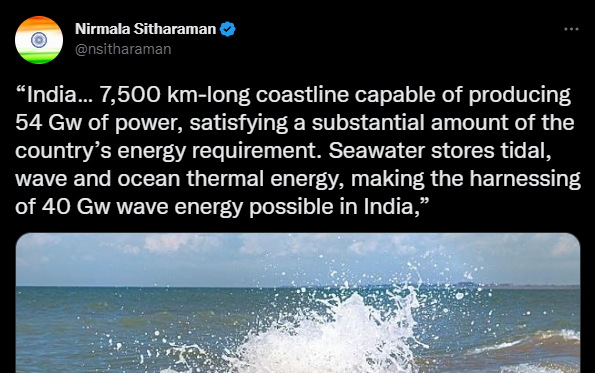 Nirmala Sitharaman
@nsitharaman
“India... 7,500 km-long coastline capable of producing
54 Gw of power, satisfying a substantial amount of the
country’s energy requirement. Seawater stores tidal,
wave and ocean thermal energy, making the harnessing
of 40 Gw wave energy possible in India,”